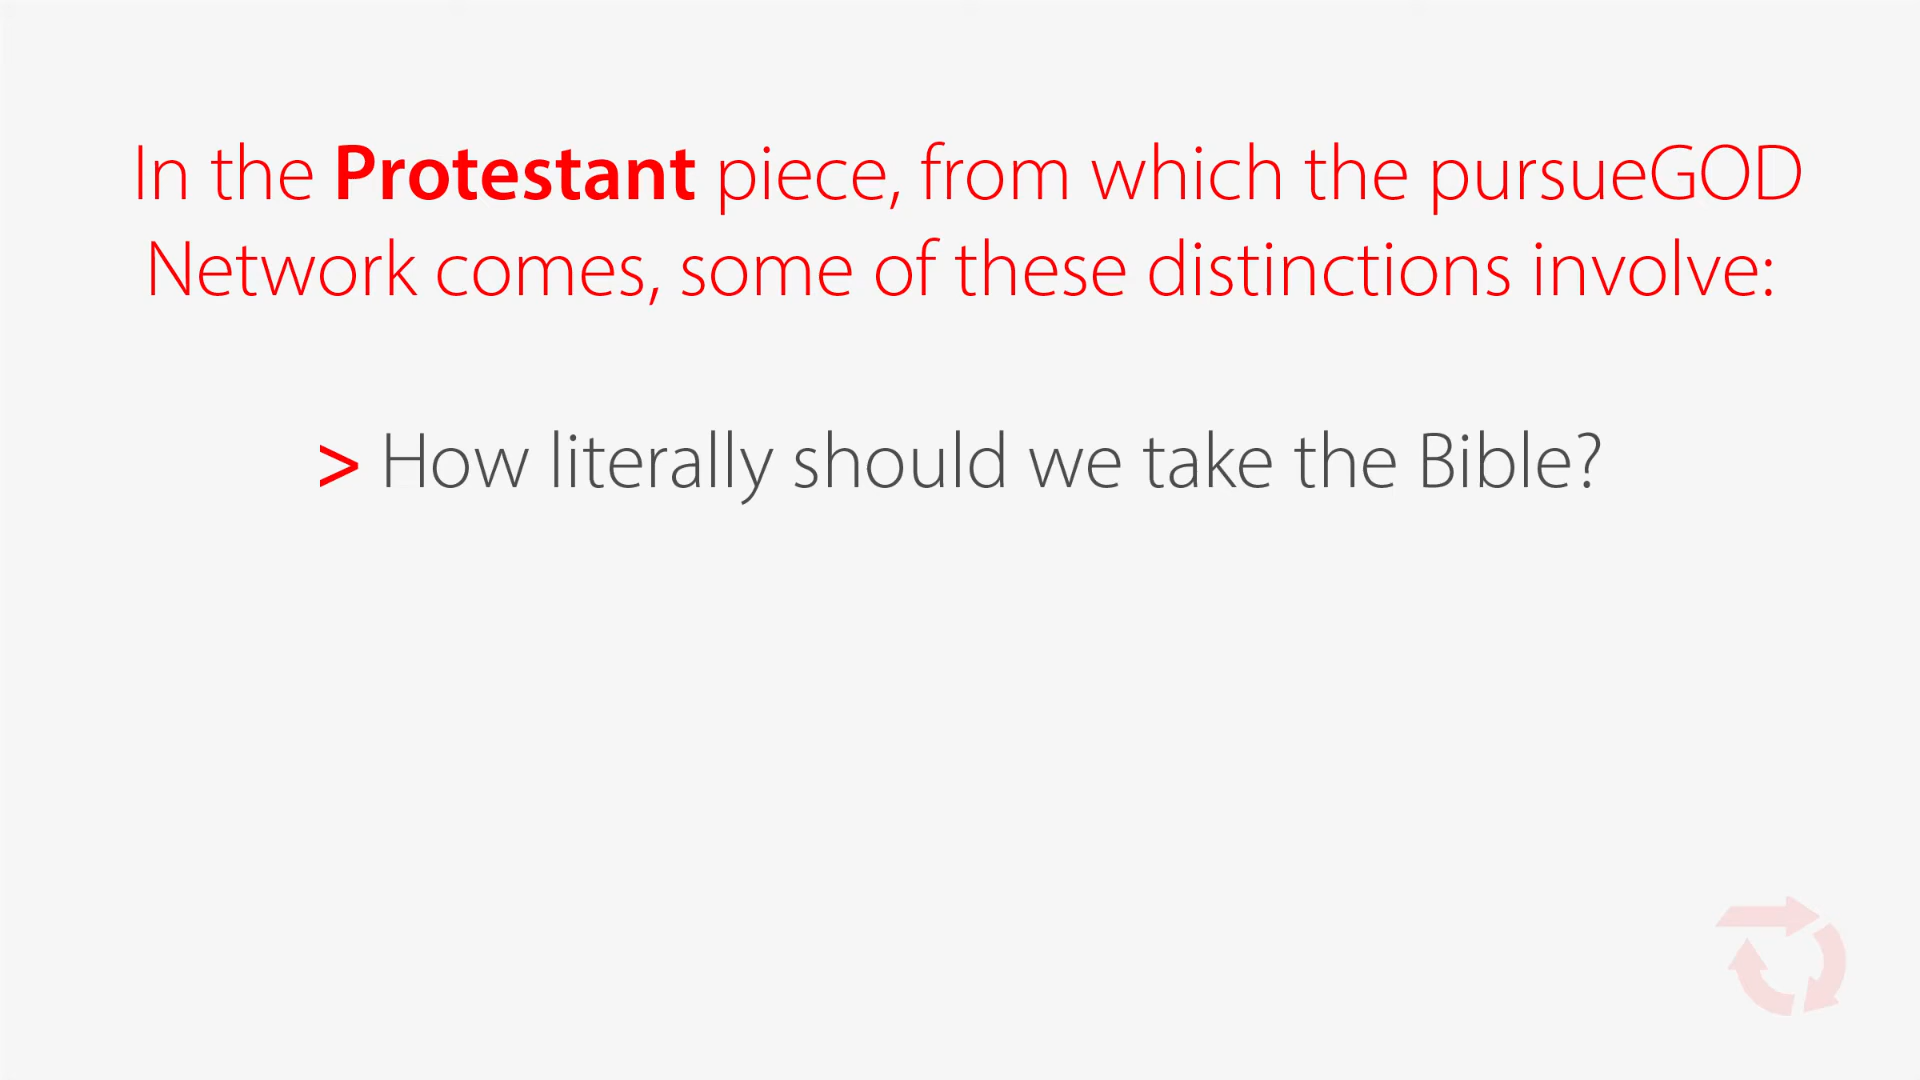 In the Protestant piece, from which the pursueGOD
Network comes, some of these distinctions involve:
> How literally should we take the Bible?